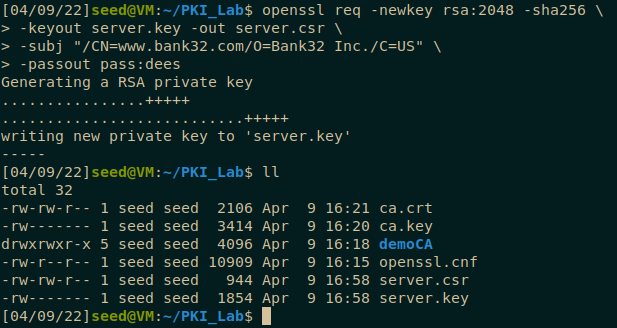 [04/09/22]seed@VM:~/PKI_Lab$ openssl req -newkey rsa:2048 -sha256 \
> -keyout server.key -out server.csr \
> -subj "/CN=www.bank32.com/O=Bank32 Inc./C=US" \
> -passout pass:dees
Generating a RSA private key
................+++++
..........................+++++
writing new private key to 'server.key'
-----
[04/09/22]seed@VM:~/PKI_Lab$ ll
total 32
-rw-rw-r-- 1 seed seed  2106 Apr  9 16:21 ca.crt
-rw------- 1 seed seed  3414 Apr  9 16:20 ca.key
drwxrwxr-x 5 seed seed  4096 Apr  9 16:18 demoCA
-rw-r--r-- 1 seed seed 10909 Apr  9 16:15 openssl.cnf
-rw-rw-r-- 1 seed seed   944 Apr  9 16:58 server.csr
-rw------- 1 seed seed  1854 Apr  9 16:58 server.key
[04/09/22]seed@VM:~/PKI_Lab$